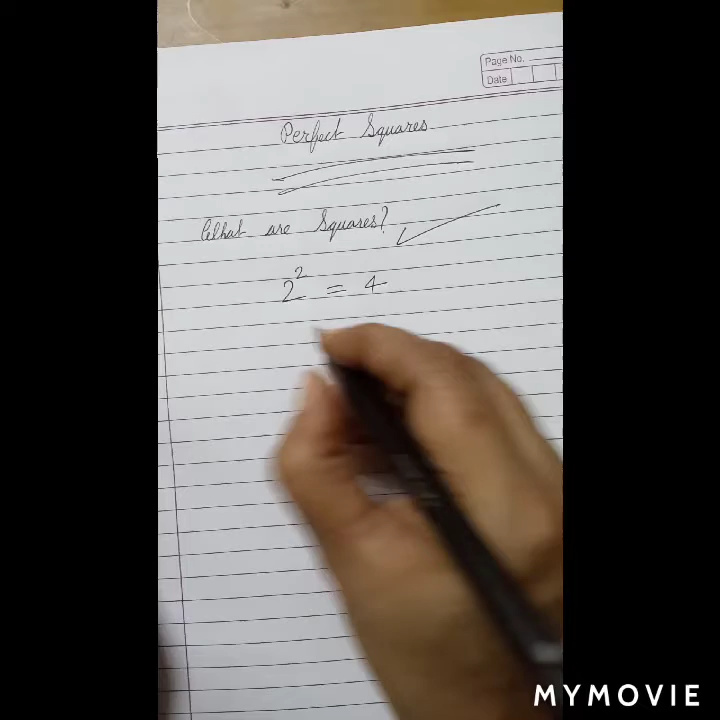 Page No.
Date
Perfect Squares
What are Squares?
2² = 4
MYMOVIE